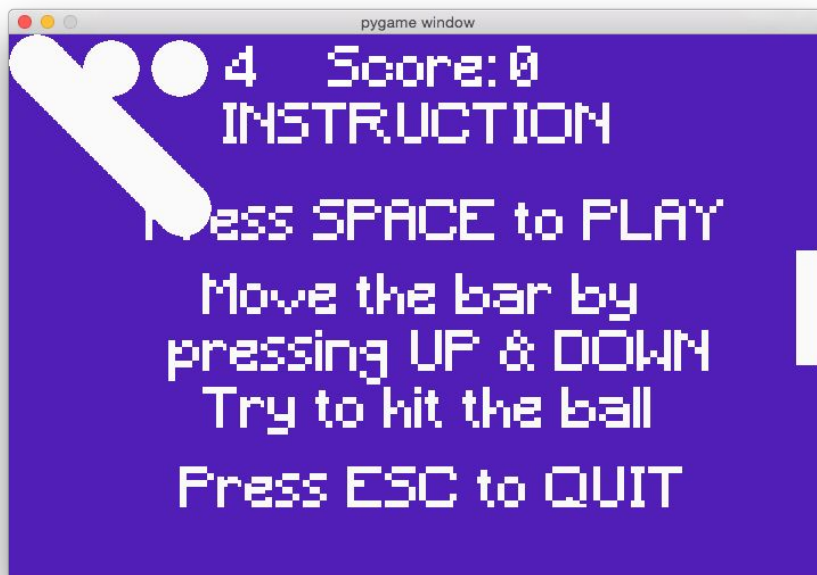 pygame window
4 Score:0
INSTRUCTION
Press SPACE to PLAY
Move the bar by
pressing UP & DOWN
Try to hit the ball
Press ESC to QUIT